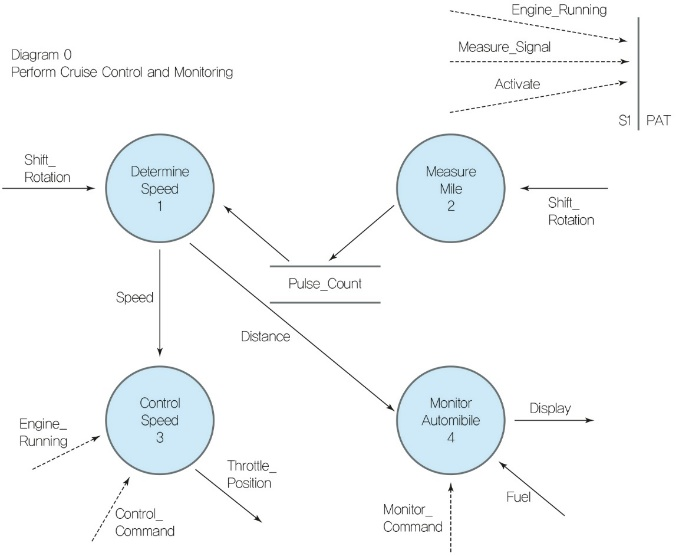 Engine_Running
Diagram 0
Perform Cruise Control and Monitoring
Measure_Signal
Activate
S1 PAT
Shift_
Rotation
Determine
Speed
1
Measure
Mile
2
Shift_
Rotation
Pulse_Count
Speed
Distance
Control
Speed
3
Monitor
Automibile
4
Display
Engine_
Running
Throttle_
Position
Control_
Command
Monitor_
Command
Fuel